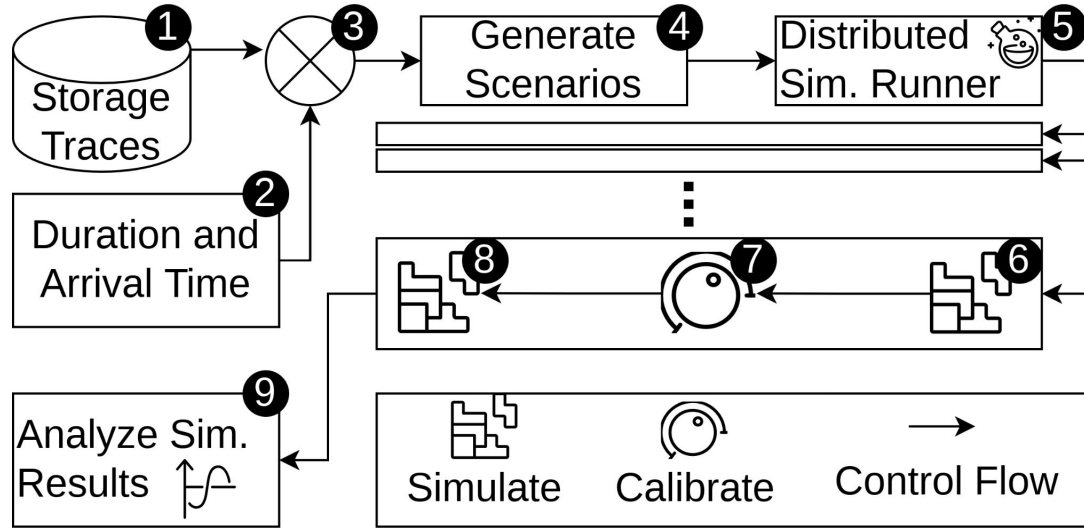 1
Storage
Traces
2
Duration and
Arrival Time
3
4
Generate
Scenarios
5
Distributed
Sim. Runner
6
7
8
9
Analyze Sim.
Results
Simulate
Calibrate
Control Flow